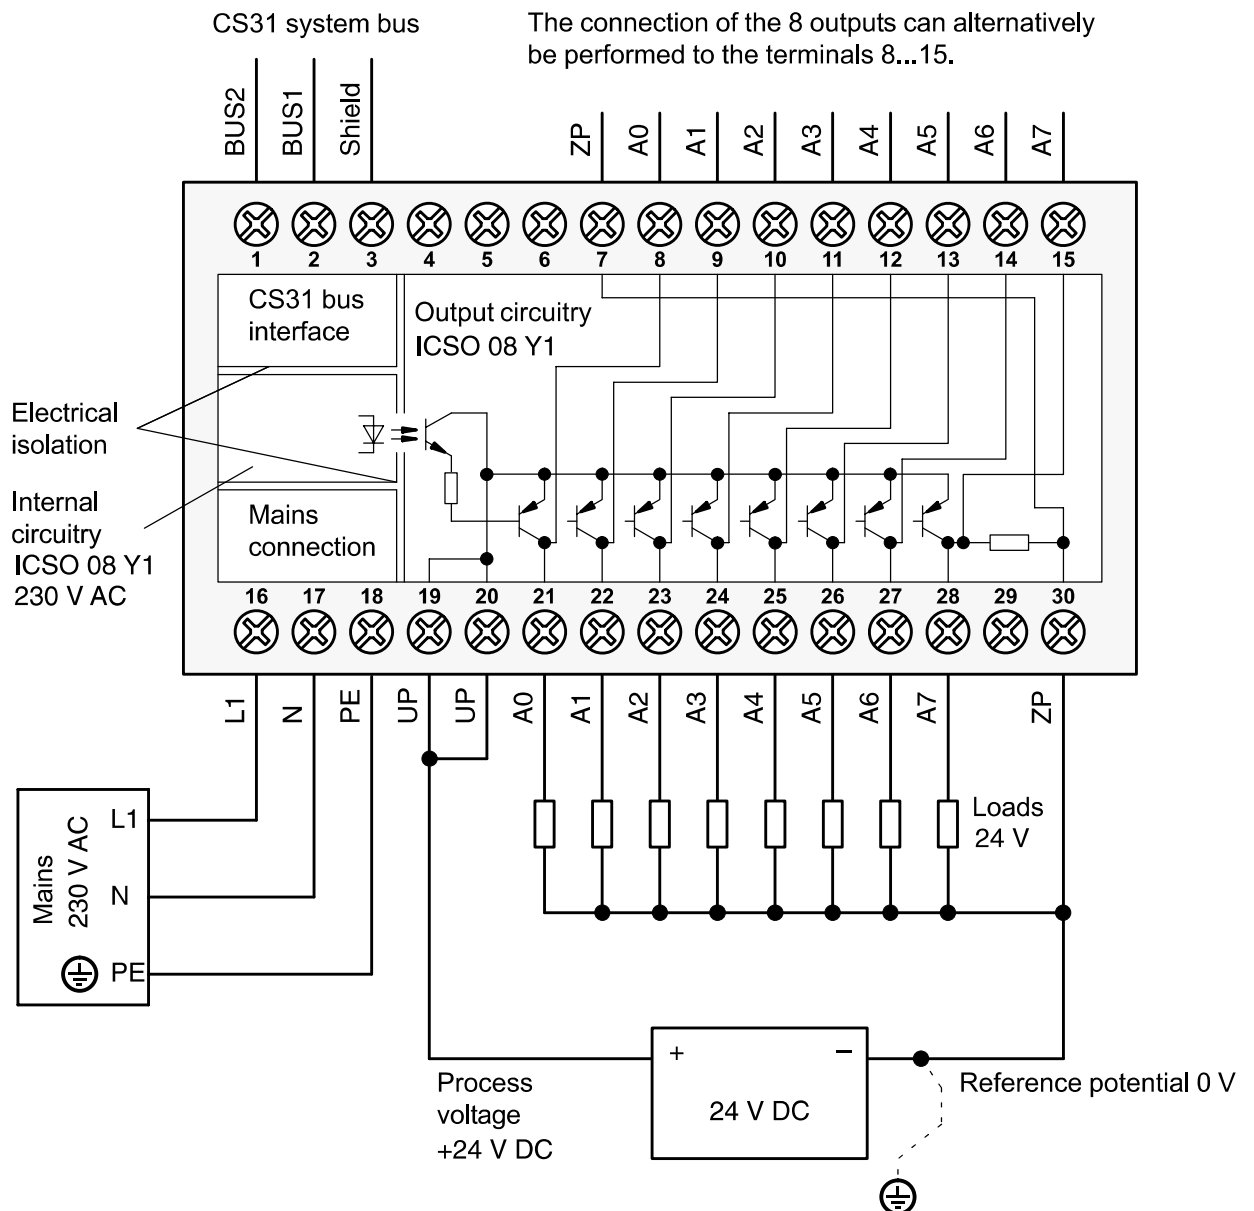 CS31 system bus
The connection of the 8 outputs can alternatively
be performed to the terminals 8...15.
BUS2
BUS1
Shield
ZP
A0
A1
A2
A3
A4
A5
A6
A7
1 2 3 4 5 6 7 8 9 10 11 12 13 14 15
CS31 bus
interface
Output circuitry
ICSO 08 Y1
Electrical
isolation
Internal
circuitry
ICSO 08 Y1
230 V AC
Mains
connection
16 17 18 19 20 21 22 23 24 25 26 27 28 29 30
L1
N
PE
UP
UP
A0
A1
A2
A3
A4
A5
A6
A7
ZP
Mains
230 V AC
L1
N
PE
Loads
24 V
+ −
24 V DC
Process
voltage
+24 V DC
Reference potential 0 V